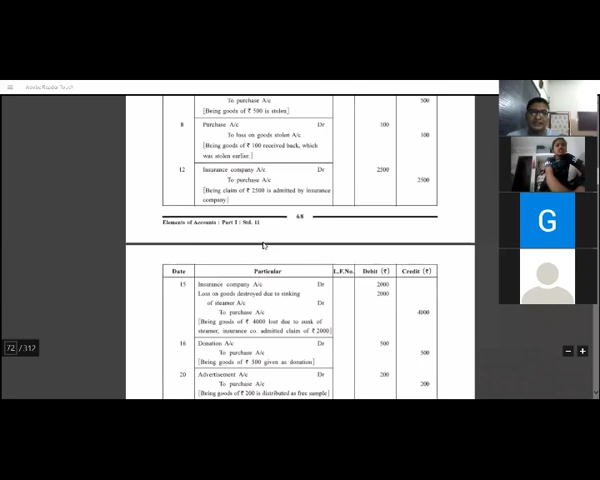 Adobe Reader Touch
To purchase A/c 500
[Being goods of ₹ 500 is stolen]
8 Purchase A/c Dr 100
To loss on goods stolen A/c 100
[Being goods of ₹ 100 received back, which
was stolen earlier.]
12 Insurance company A/c Dr 2500
To purchase A/c 2500
[Being claim of ₹ 2500 is admitted by insurance
company]
68
Elements of Accounts : Part I : Std. 11
Date Particular L.F.No. Debit (₹) Credit (₹)
15 Insurance company A/c Dr 2000
Loss on goods destroyed due to sinking 2000
of steamer A/c Dr
To purchase A/c 4000
[Being goods of ₹ 4000 lost due to sunk of
steamer, insurance co. admitted claim of ₹ 2000]
16 Donation A/c Dr 500
To purchase A/c 500
[Being goods of ₹ 500 given as donation]
20 Advertisement A/c Dr 200
To purchase A/c 200
[Being goods of ₹ 200 is distributed as free sample]
72 / 312
G